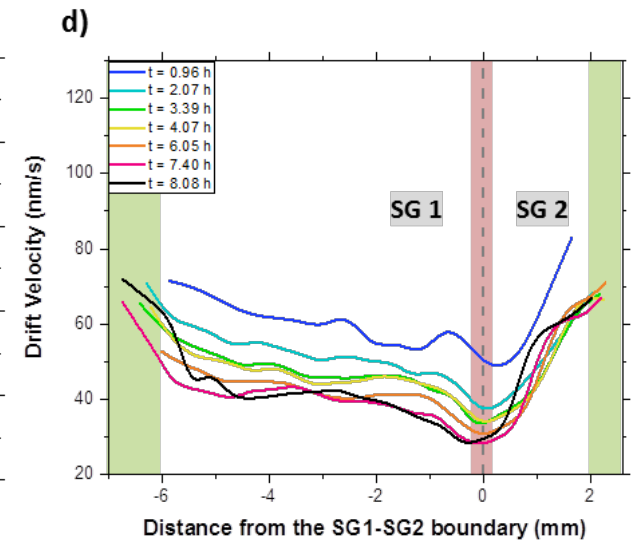 d)
t = 0.96 h
t = 2.07 h
t = 3.39 h
t = 4.07 h
t = 6.05 h
t = 7.40 h
t = 8.08 h
SG 1
SG 2
Drift Velocity (nm/s)
120
100
80
60
40
20
-6
-4
-2
0
2
Distance from the SG1-SG2 boundary (mm)